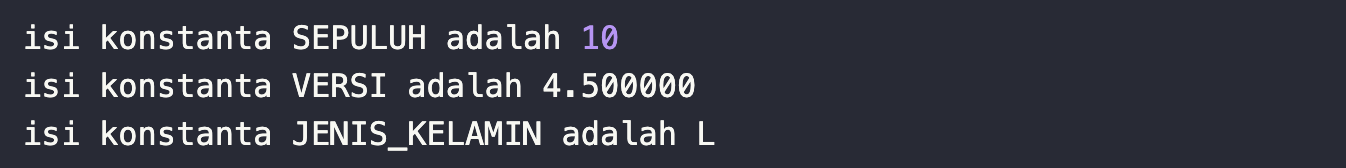 isi konstanta SEPULUH adalah 10
isi konstanta VERSI adalah 4.500000
isi konstanta JENIS_KELAMIN adalah L